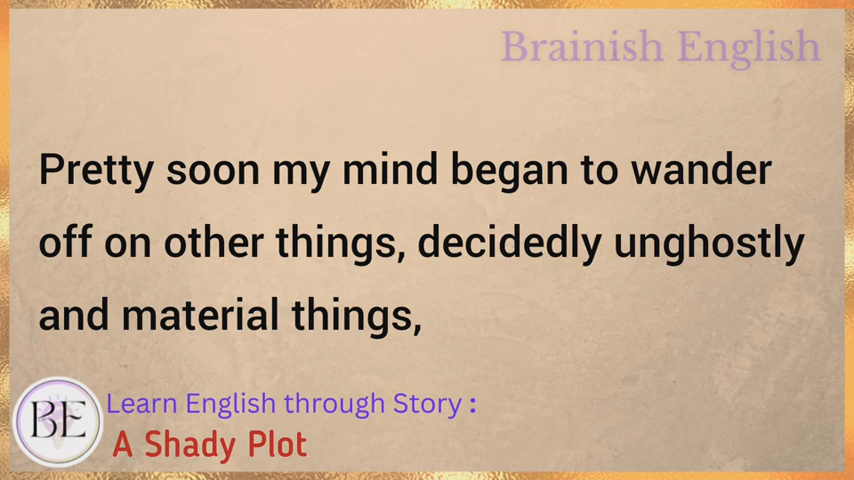 Brainish English
Pretty soon my mind began to wander
off on other things, decidedly unghostly
and material things,
BE
Learn English through Story :
A Shady Plot